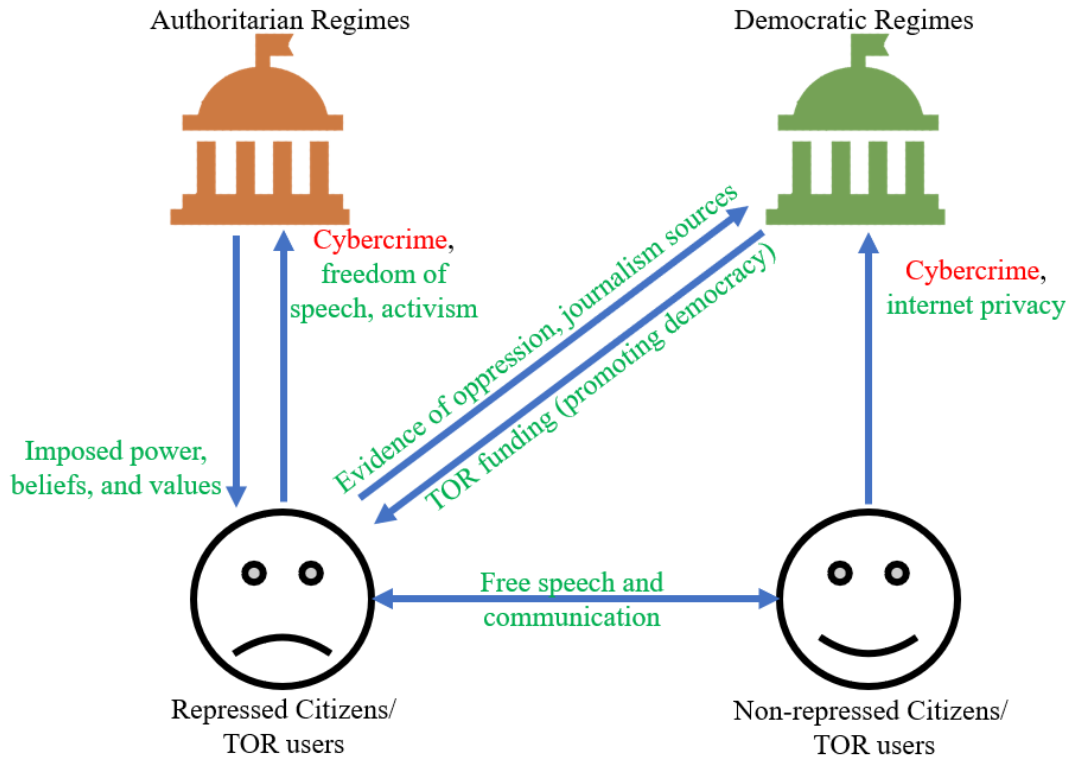 Authoritarian Regimes
Democratic Regimes
Cybercrime,
freedom of
speech, activism
Cybercrime,
internet privacy
Evidence of oppression, journalism sources
TOR funding (promoting democracy)
Imposed power,
beliefs, and values
Free speech and
communication
Repressed Citizens/
TOR users
Non-repressed Citizens/
TOR users